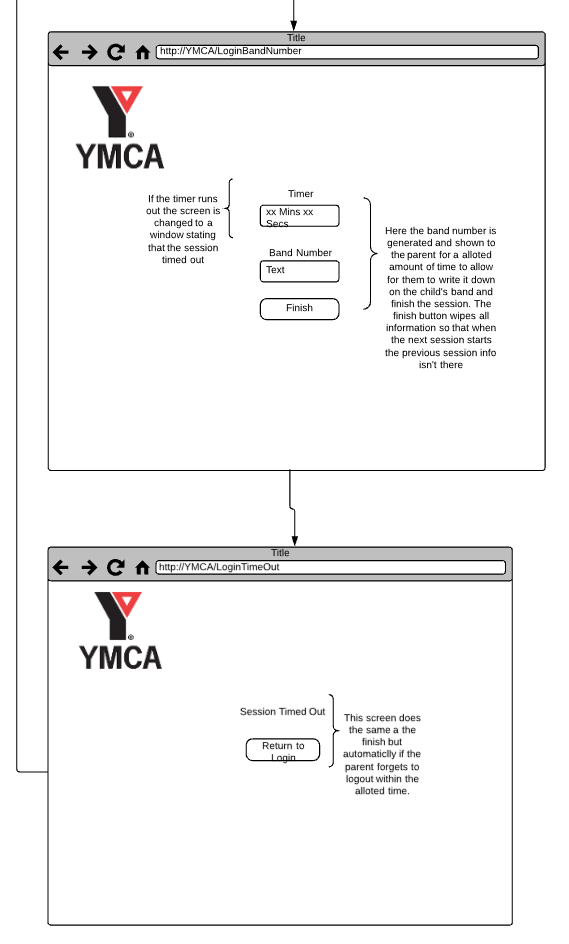 Title
http://YMCA/LoginBandNumber
®
YMCA
If the timer runs
out the screen is
changed to a
window stating
that the session
timed out
Timer
xx Mins xx
Secs
Band Number
Text
Finish
Here the band number is
generated and shown to
the parent for a alloted
amount of time to allow
for them to write it down
on the child's band and
finish the session. The
finish button wipes all
information so that when
the next session starts
the previous session info
isn't there
Title
http://YMCA/LoginTimeOut
®
YMCA
Session Timed Out
Return to
Login
This screen does
the same a the
finish but
automaticlly if the
parent forgets to
logout within the
alloted time.